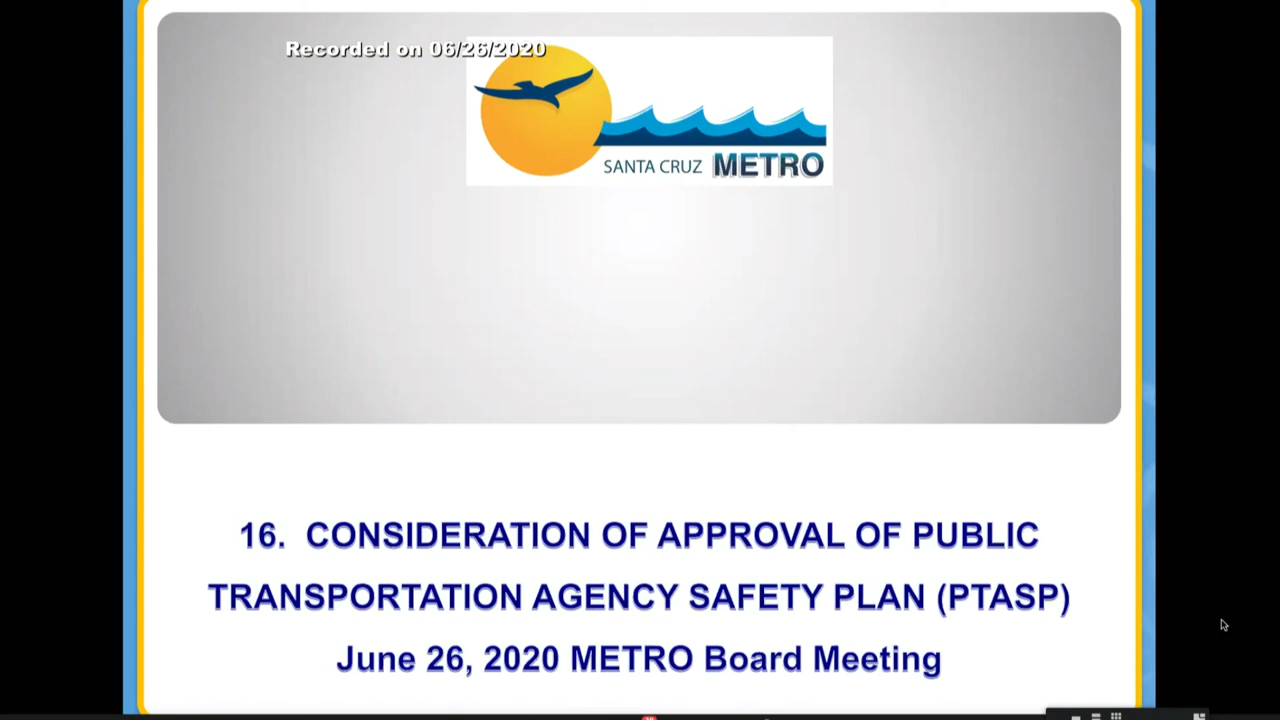 Recorded on 06/26/2020
SANTA CRUZ METRO
16. CONSIDERATION OF APPROVAL OF PUBLIC
TRANSPORTATION AGENCY SAFETY PLAN (PTASP)
June 26, 2020 METRO Board Meeting